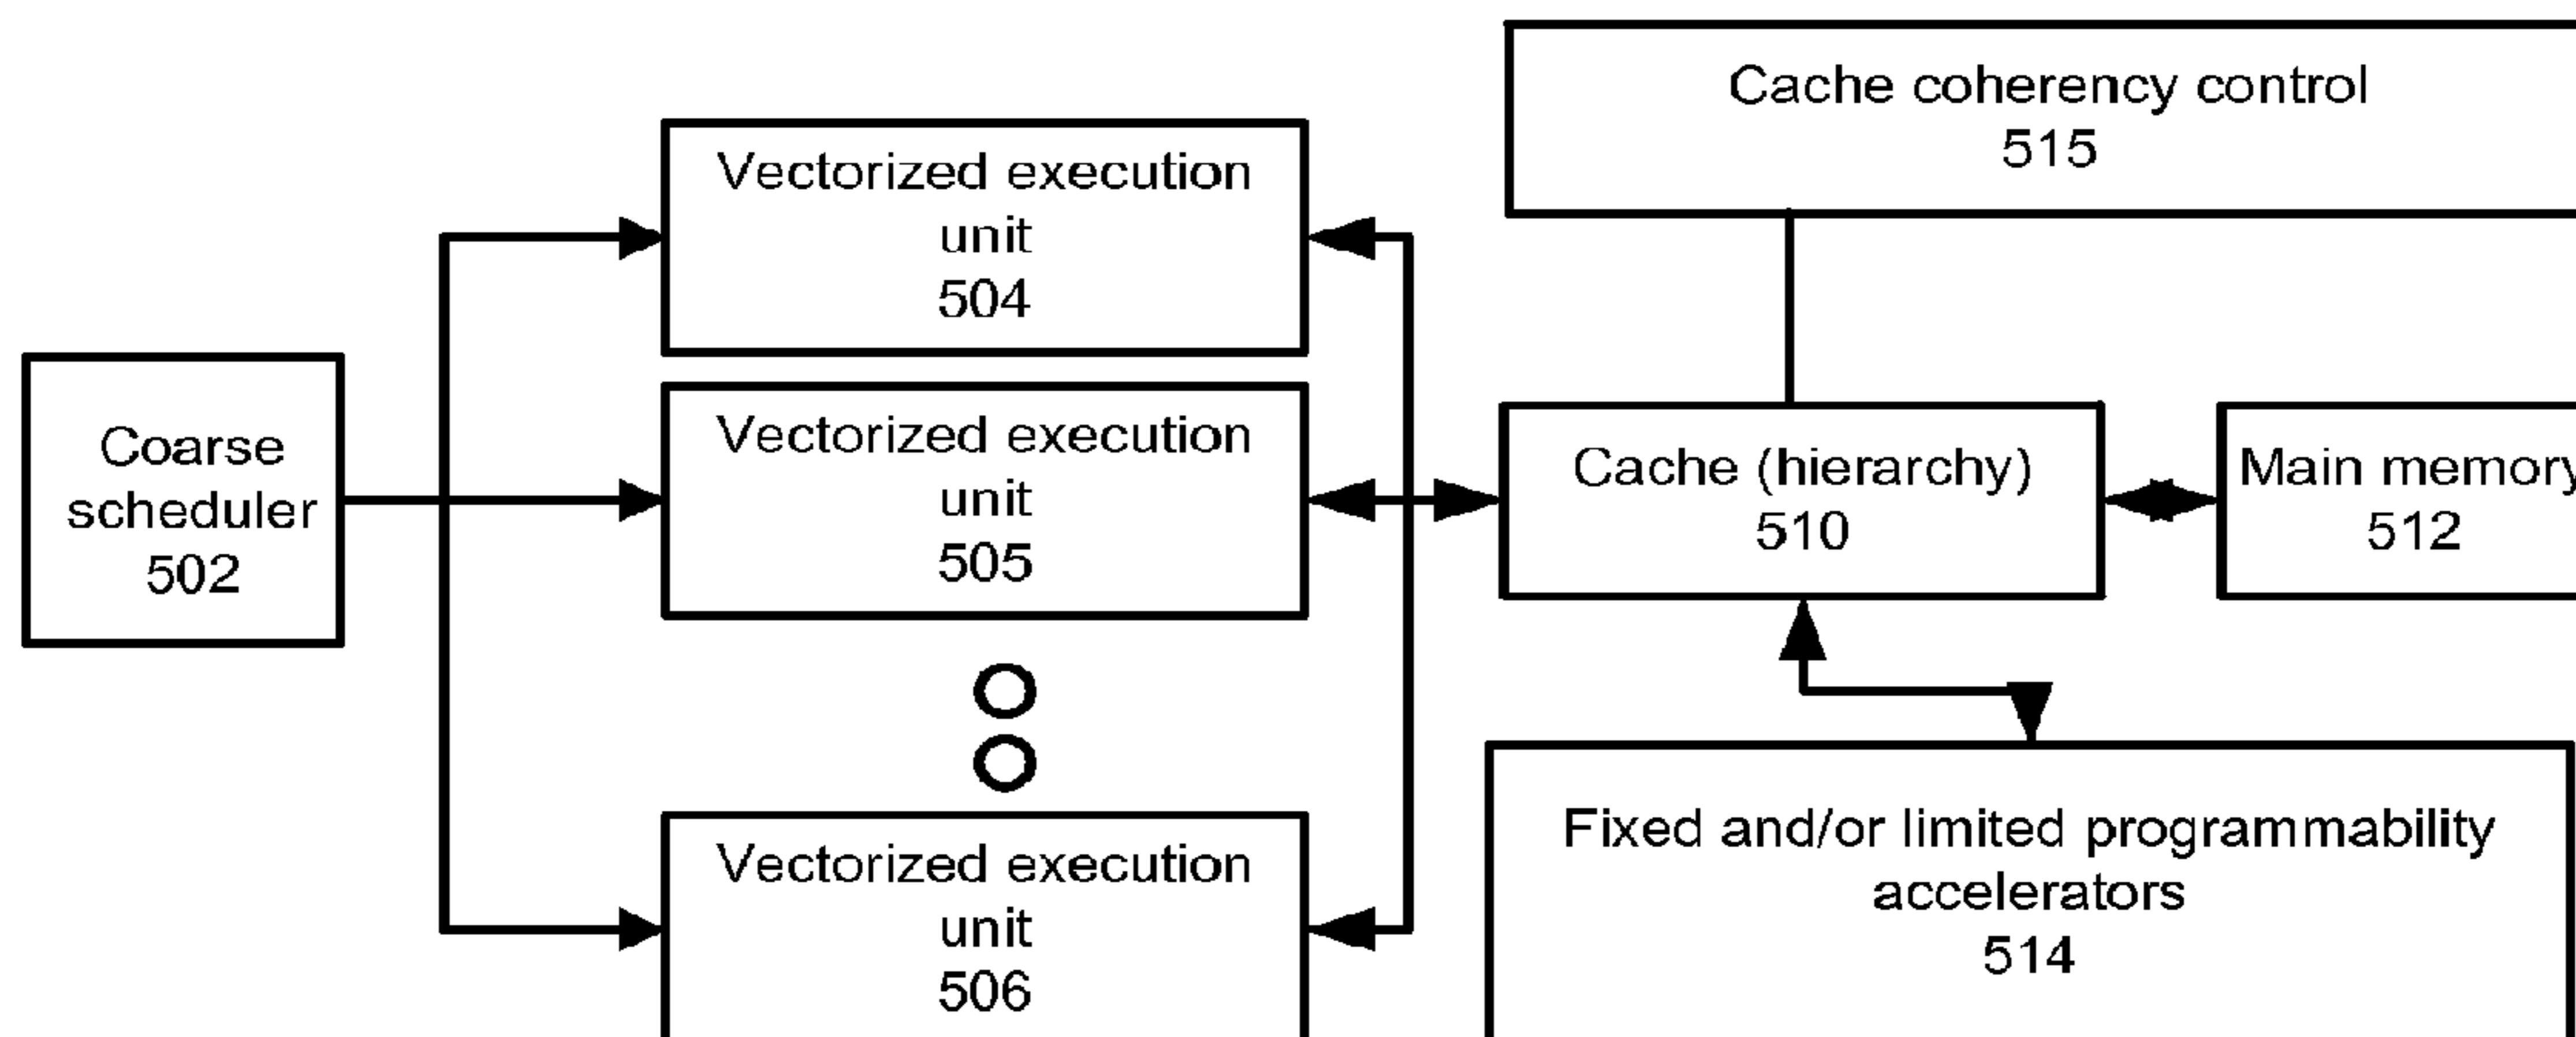 Cache coherency control
515
Vectorized execution
unit
504
Coarse
scheduler
502
Vectorized execution
unit
505
Cache (hierarchy)
510
Main memory
512
Vectorized execution
unit
506
Fixed and/or limited programmability
accelerators
514